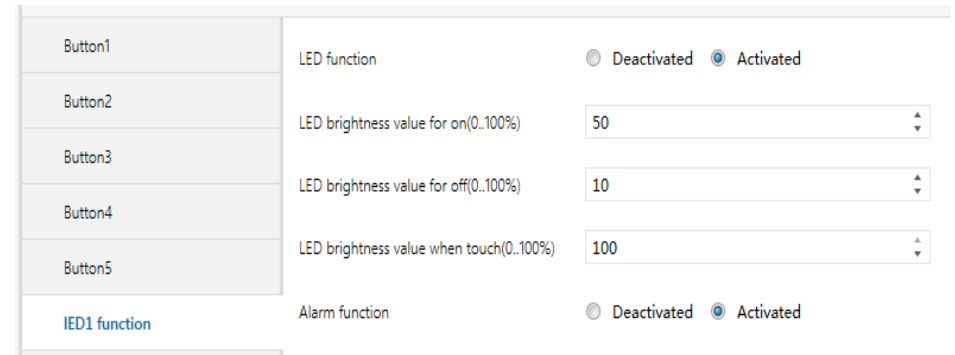 Button1
Button2
Button3
Button4
Button5
lED1 function
LED function Deactivated Activated
LED brightness value for on(0..100%) 50
LED brightness value for off(0..100%) 10
LED brightness value when touch(0..100%) 100
Alarm function Deactivated Activated